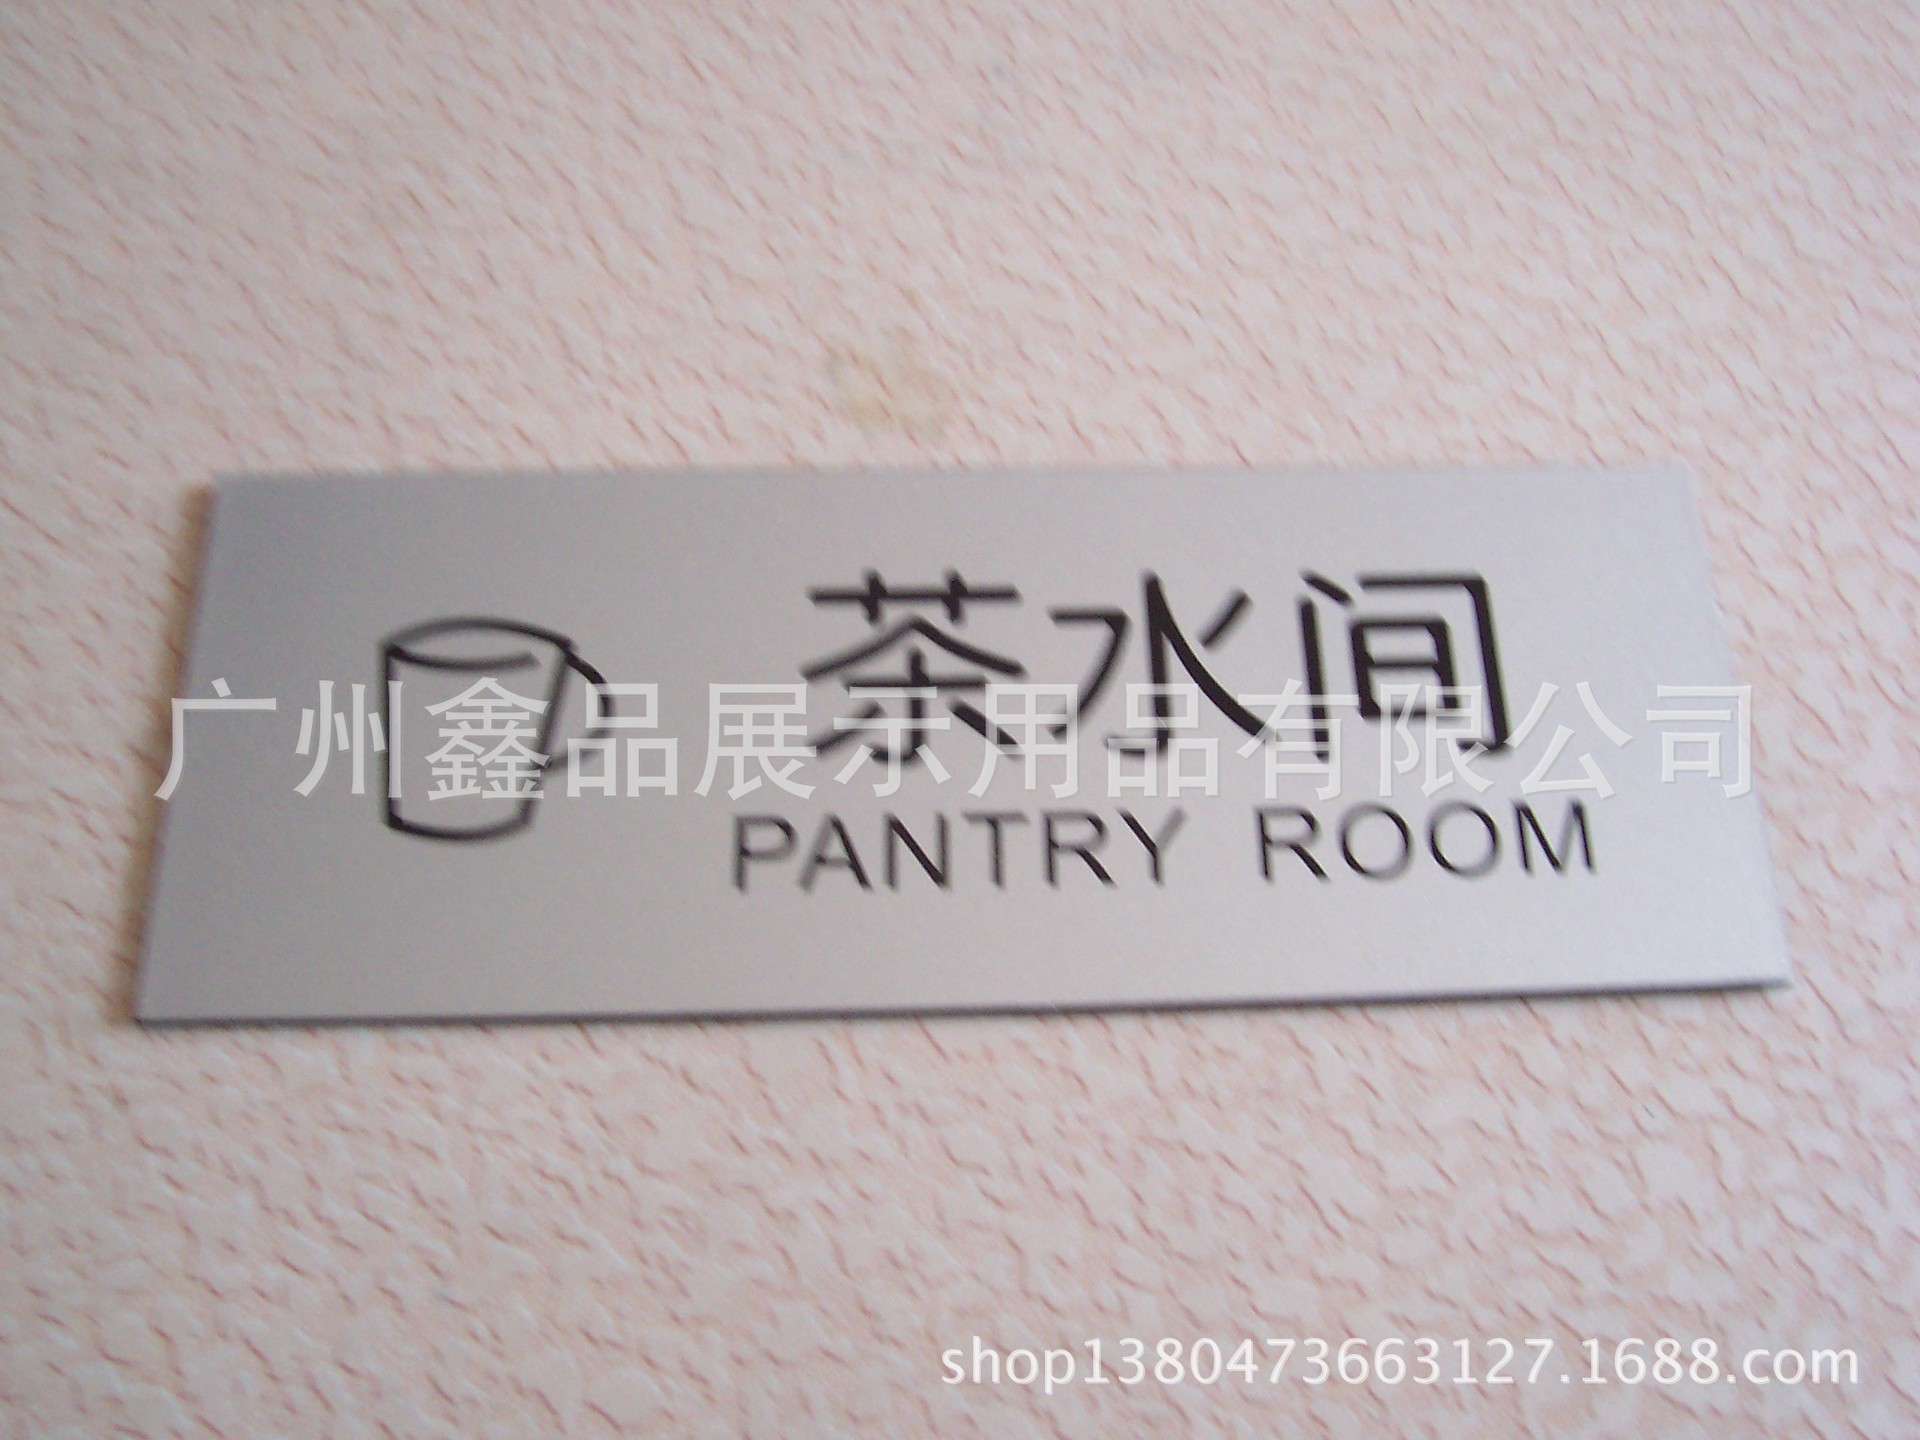 茶水间
广州鑫品展示用品有限公司
PANTRY ROOM
shop1380473663127.1688.com